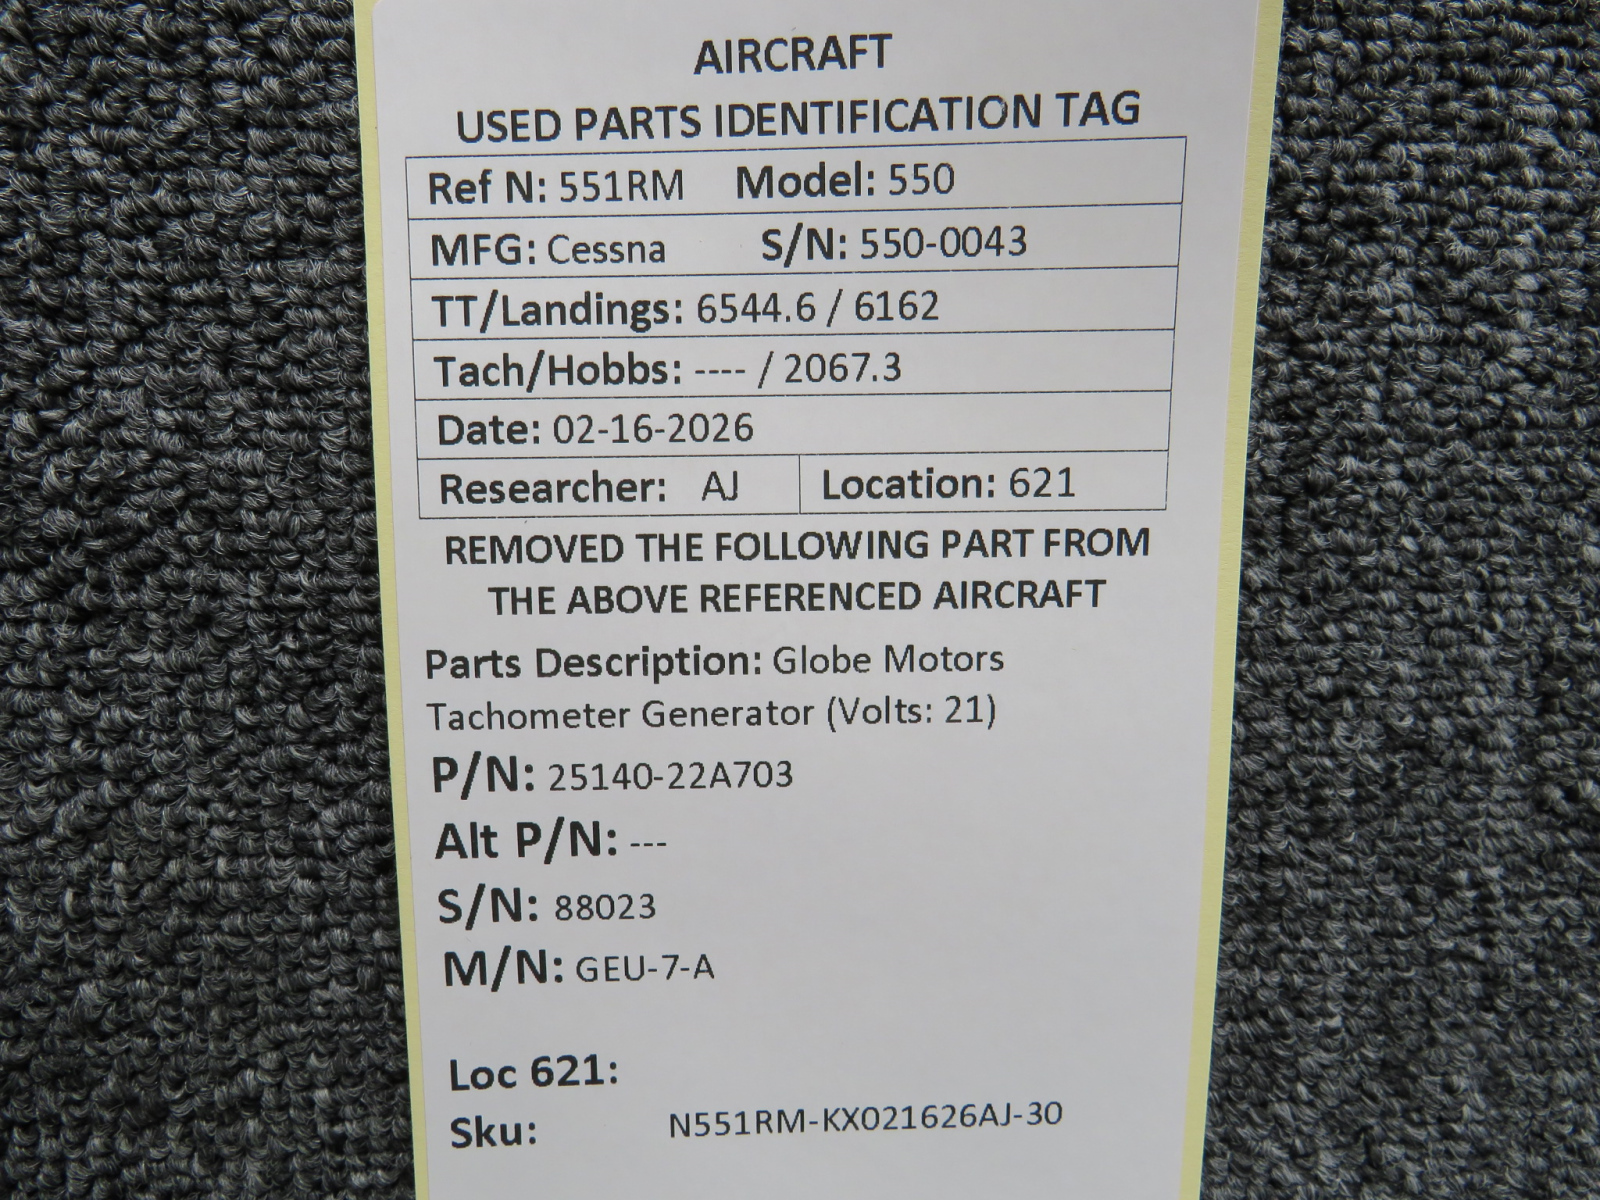 AIRCRAFT
USED PARTS IDENTIFICATION TAG
Ref N: 551RM Model: 550
MFG: Cessna S/N: 550-0043
TT/Landings: 6544.6 / 6162
Tach/Hobbs: ---- / 2067.3
Date: 02-16-2026
Researcher: AJ Location: 621
REMOVED THE FOLLOWING PART FROM
THE ABOVE REFERENCED AIRCRAFT
Parts Description: Globe Motors
Tachometer Generator (Volts: 21)
P/N: 25140-22A703
Alt P/N: ---
S/N: 88023
M/N: GEU-7-A
Loc 621:
Sku: N551RM-KX021626AJ-30